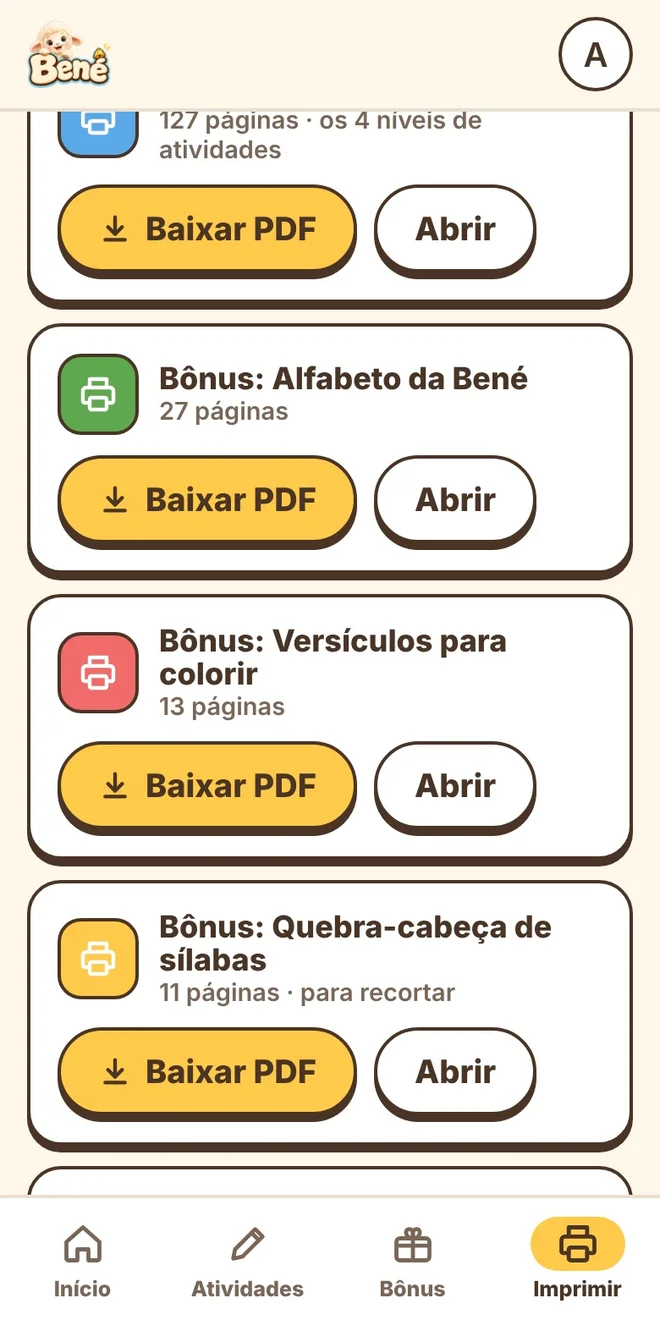 Bené
A
127 páginas · os 4 níveis de
atividades
Baixar PDF
Abrir
Bônus: Alfabeto da Bené
27 páginas
Baixar PDF
Abrir
Bônus: Versículos para
colorir
13 páginas
Baixar PDF
Abrir
Bônus: Quebra-cabeça de
sílabas
11 páginas · para recortar
Baixar PDF
Abrir
Início
Atividades
Bônus
Imprimir